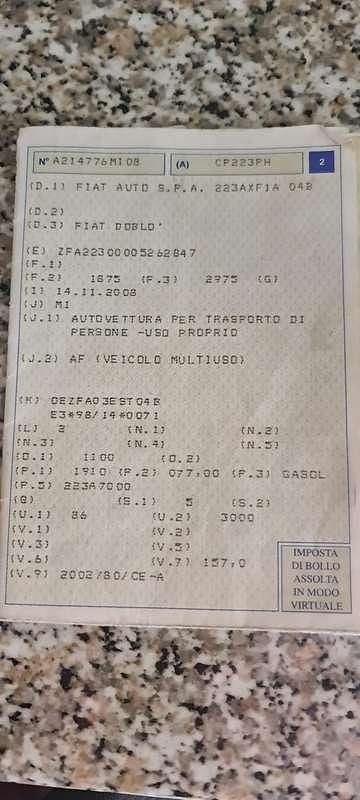 N° A214776MI08 (A) CP223PH 2
(D.1) FIAT AUTO S.P.A. 223AXF1A 04B
(D.2)
(D.3) FIAT DOBLO'
(E) ZFA22300005262847
(F.1)
(F.2) 1875 (F.3) 2975 (G)
(I) 14.11.2008
(J) M1
(J.1) AUTOVETTURA PER TRASPORTO DI
PERSONE -USO PROPRIO
(J.2) AF (VEICOLO MULTIUSO)
(K) OEZFA03EST04B
E3*98/14*0071
(L) 2 (N.1) (N.2)
(N.3) (N.4) (N.5)
(O.1) 1100 (O.2)
(P.1) 1910 (P.2) 077,00 (P.3) GASOL
(P.5) 223A7000
(Q) (S.1) 5 (S.2)
(U.1) 86 (U.2) 3000
(V.1) (V.2)
(V.3) (V.5)
(V.6) (V.7) 157,0
(V.9) 2002/80/CE-A
IMPOSTA
DI BOLLO
ASSOLTA
IN MODO
VIRTUALE